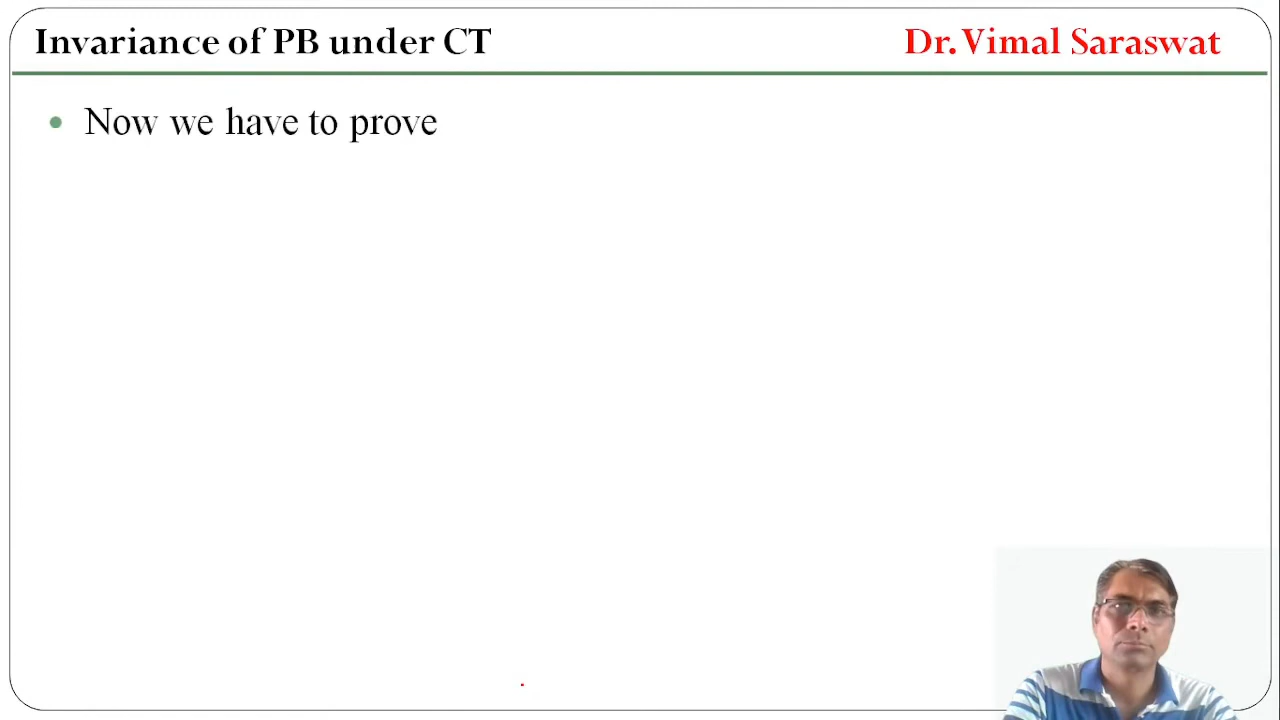 Invariance of PB under CT
Dr. Vimal Saraswat
Now we have to prove